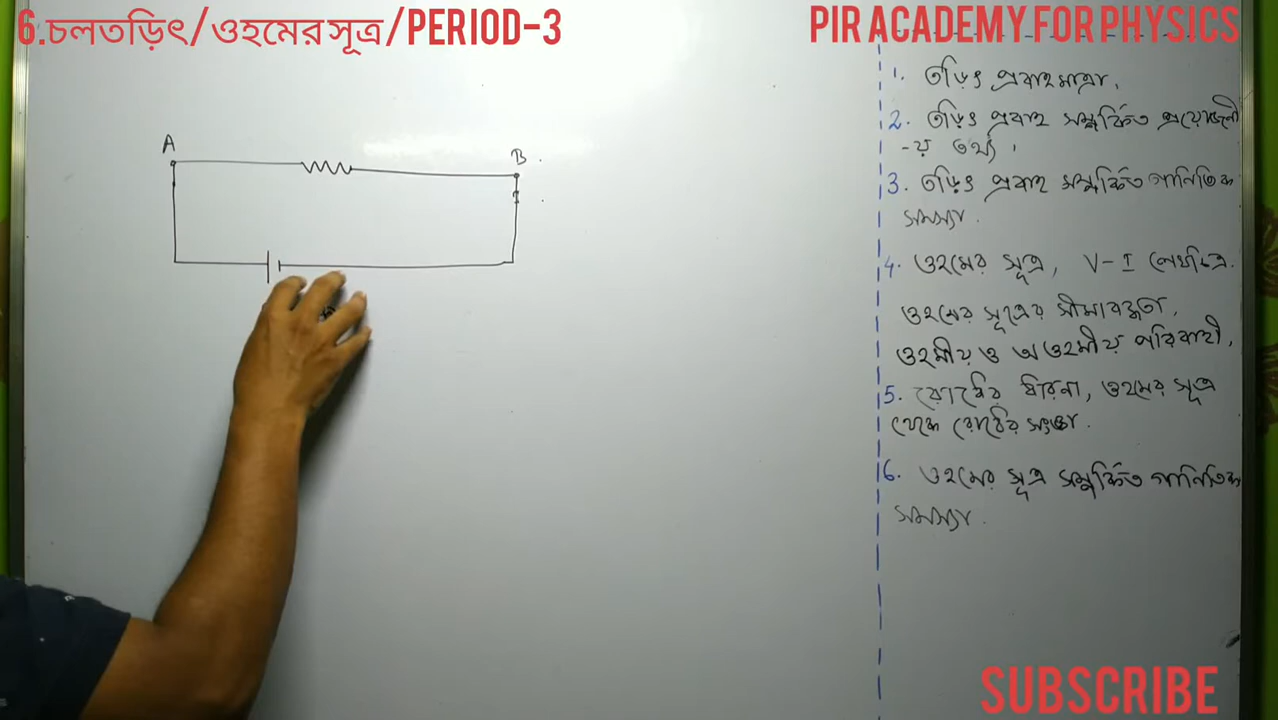 6.চলতড়িৎ/ওহমের সূত্র/PERIOD-3
PIR ACADEMY FOR PHYSICS
A
B
1. তড়িৎ প্রবাহমাত্রা,
2. তড়িৎ প্রবাহ সম্পর্কিত প্রয়োজনী
-য় তথ্য।
3. তড়িৎ প্রবাহ সম্পর্কিত গানিতিক
সমস্যা.
4. ওহমের সূত্র, V-I লেখচিত্র.
ওহমের সূত্রের সীমাবদ্ধতা,
ওহমীয় ও অওহমীয় পরিবাহী,
5. রোধের ধারনা, ওহমের সূত্র
থেকে রোধের সংজ্ঞা.
6. ওহমের সূত্র সম্পর্কিত গানিতিক
সমস্যা.
SUBSCRIBE